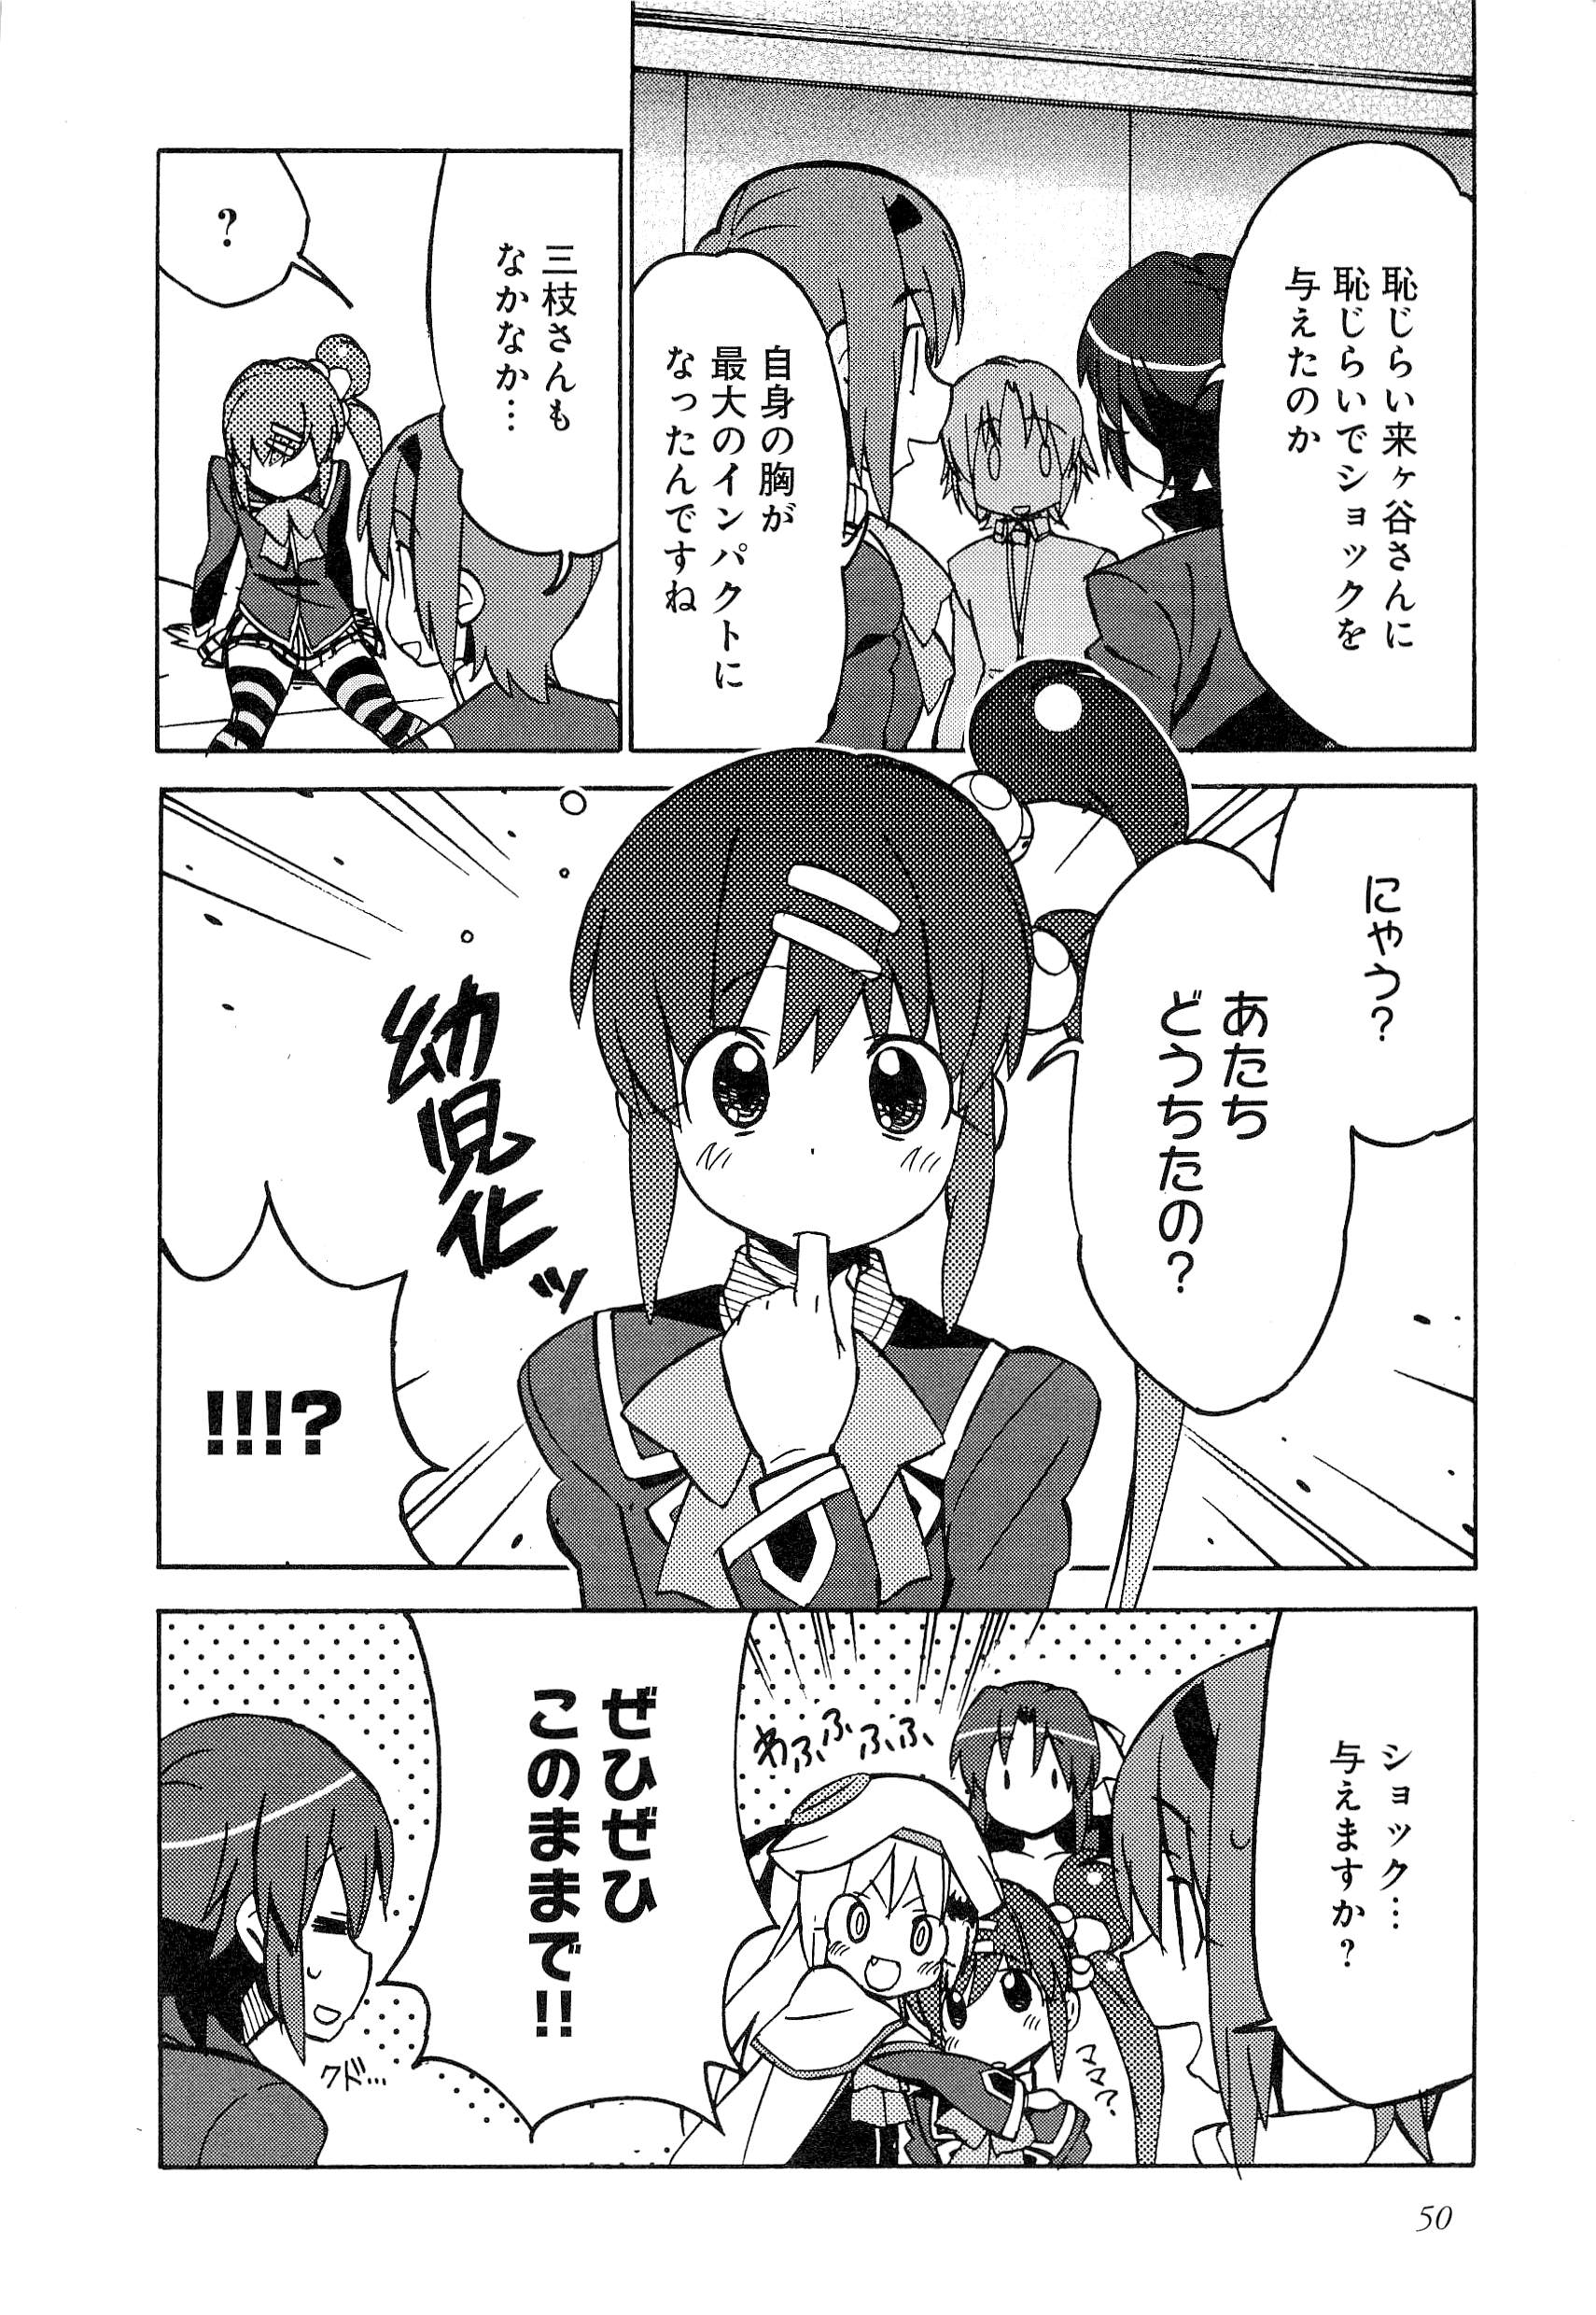 恥じらい来ヶ谷さんに
恥じらいでショックを
与えたのか
自身の胸が
最大のインパクトに
なったんですね
三枝さんも
なかなか…
?
にゃう?
あたち
どうちたの?
幼児化ッ
!!!?
ショック…
与えますか?
わふふふふふ
ママ?
ぜひぜひ
このままで!!
クド…
50